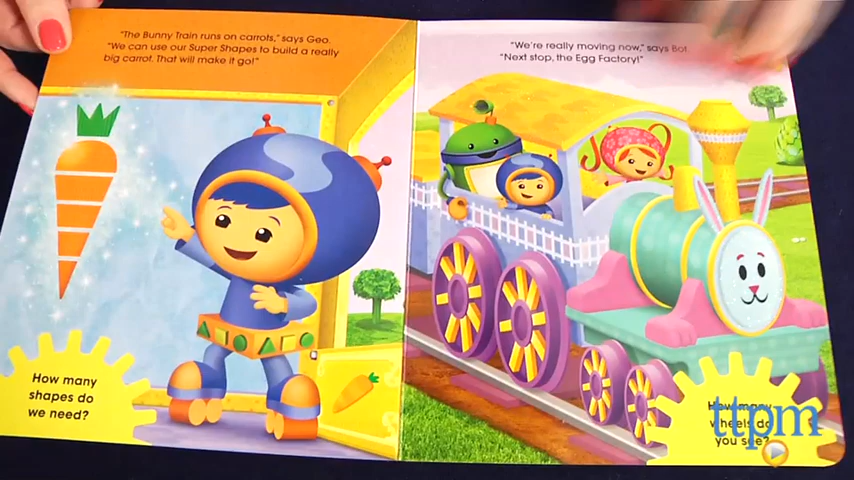 "The Bunny Train runs on carrots," says Geo.
"We can use our Super Shapes to build a really
big carrot. That will make it go!"
How many
shapes do
we need?
"We're really moving now," says Bot.
"Next stop, the Egg Factory!"
How many
wheels do
you see?
ttpm